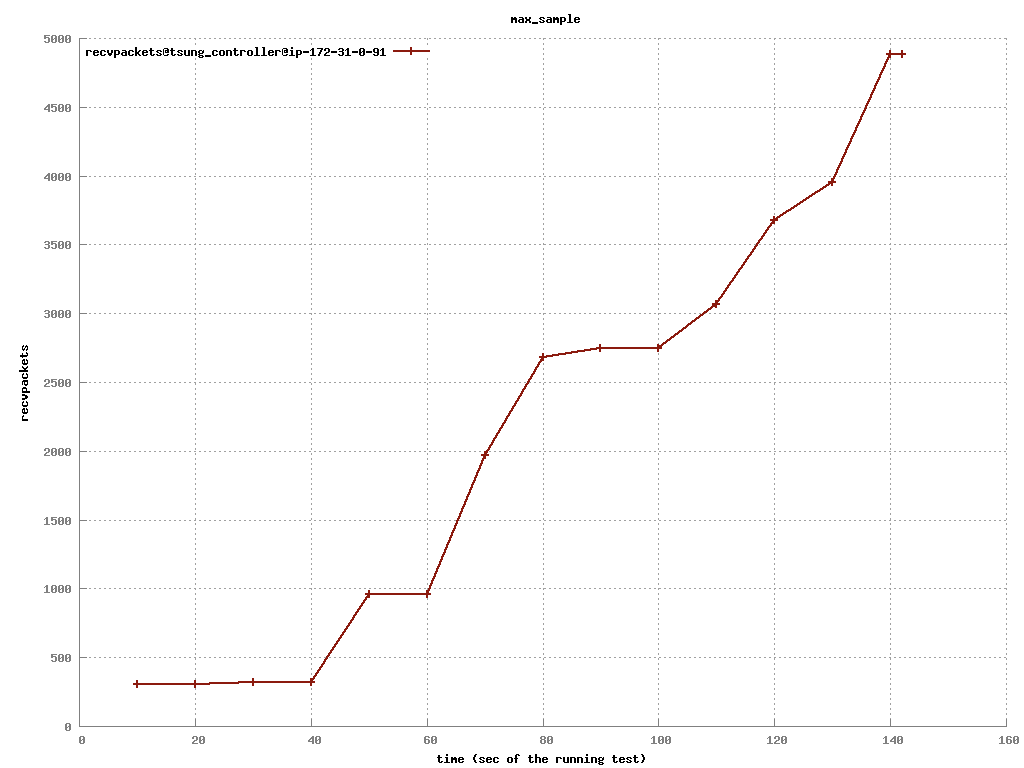 max_sample
recvpackets@tsung_controller@ip-172-31-0-91
5000
4500
4000
3500
3000
2500
2000
1500
1000
500
0
recvpackets
0 20 40 60 80 100 120 140 160
time (sec of the running test)